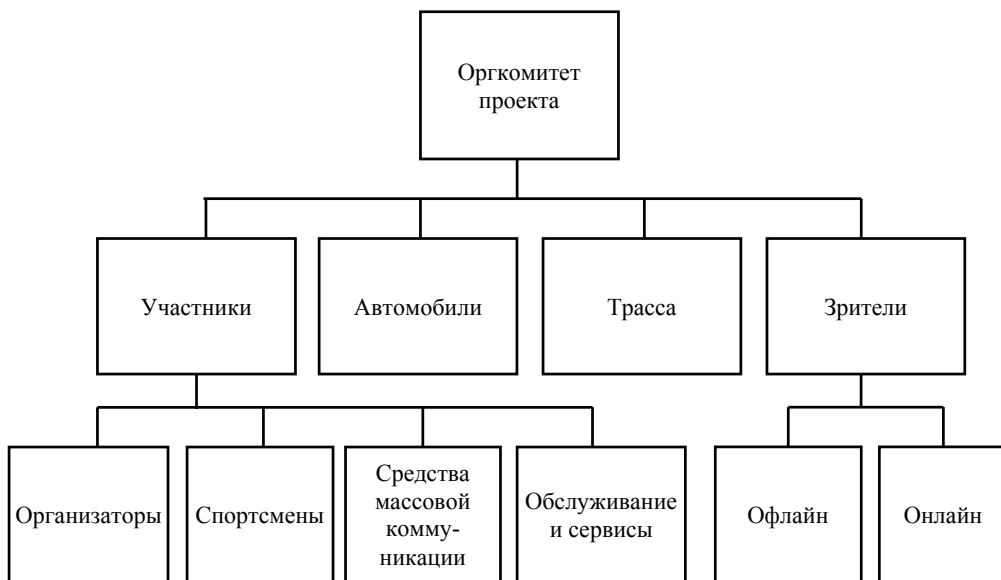 Оргкомитет
проекта
Участники
Автомобили
Трасса
Зрители
Организаторы
Спортсмены
Средства
массовой
комму-
никации
Обслуживание
и сервисы
Офлайн
Онлайн